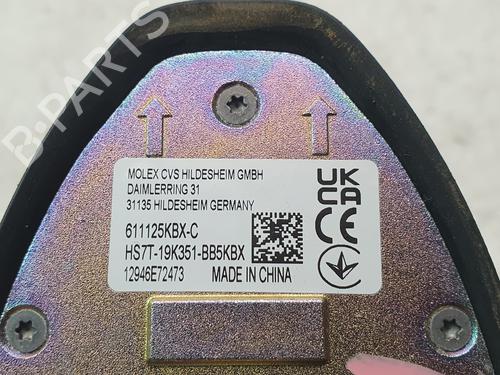 B-PARTS
MOLEX CVS HILDESHEIM GMBH
DAIMLERRING 31
31135 HILDESHEIM GERMANY
611125KBX-C
HS7T-19K351-BB5KBX
12946E72473 MADE IN CHINA
UK
CA
CE